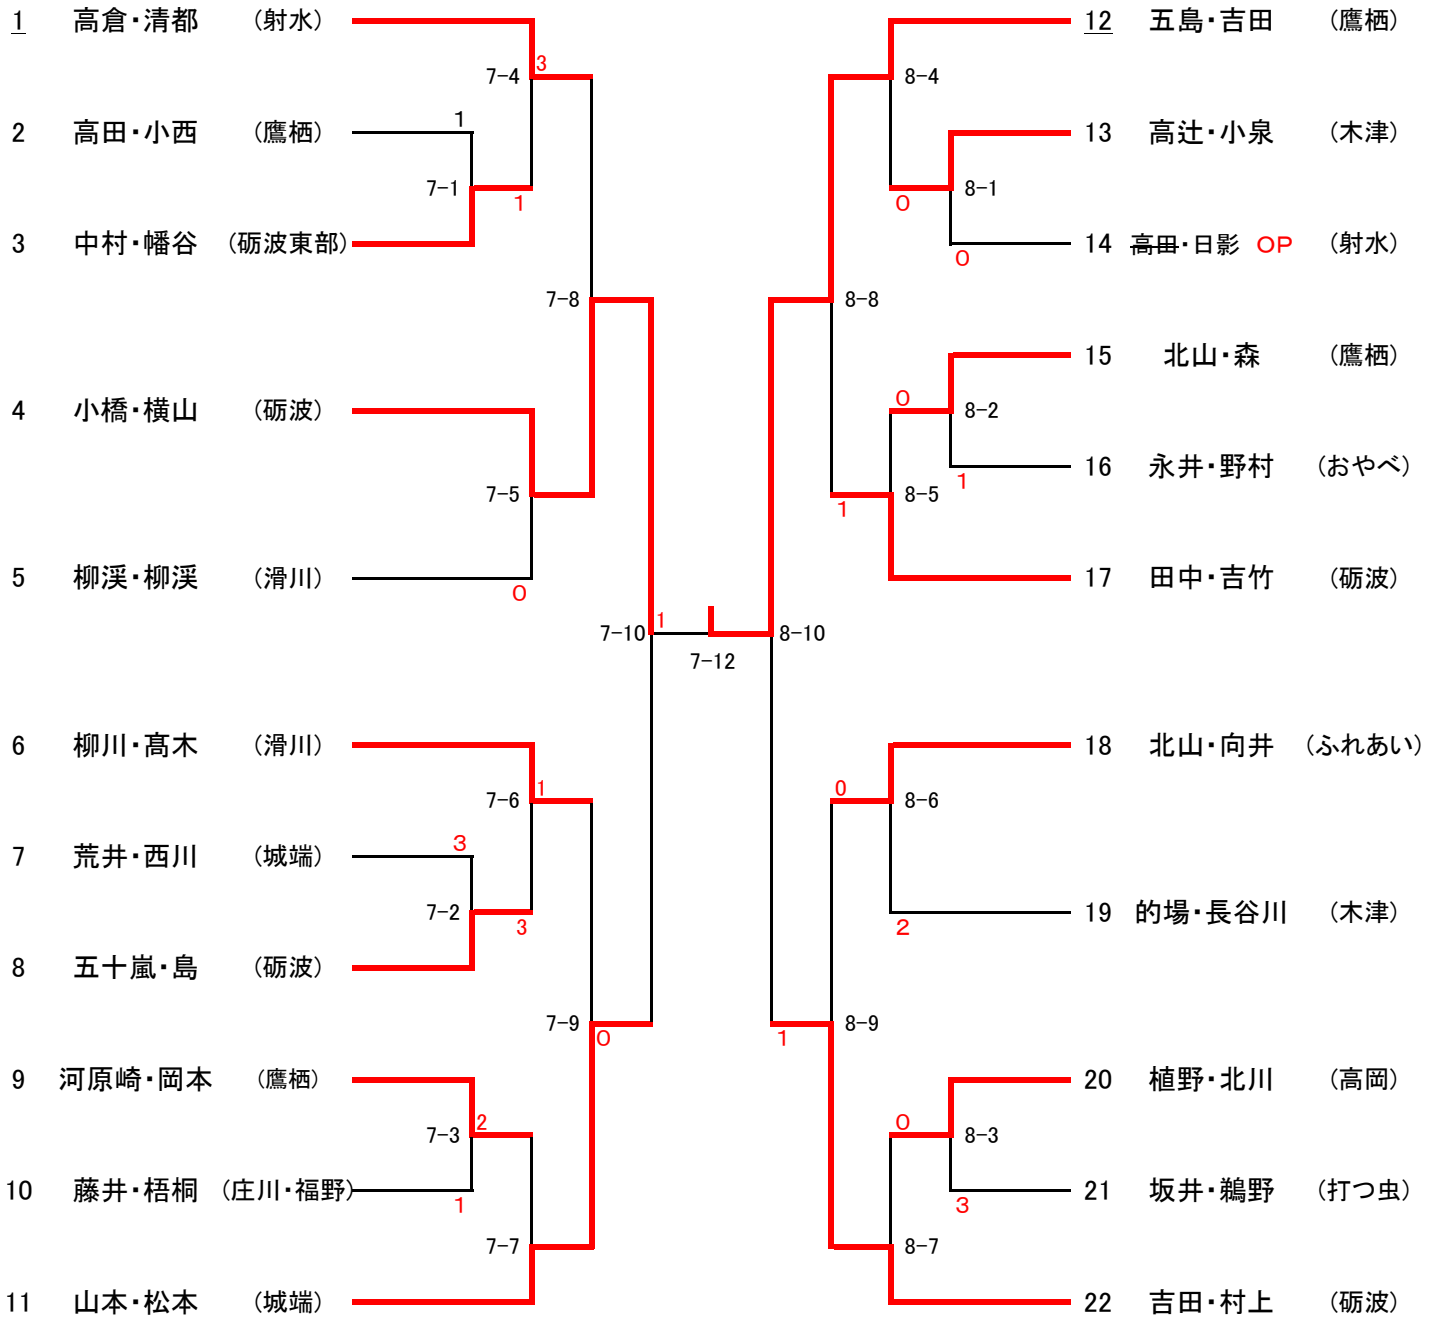 1 高倉・清都 (射水)
3
7-4
1
2 高田・小西 (鷹栖)
7-1
1
3 中村・幡谷 (砺波東部)
7-8
4 小橋・横山 (砺波)
7-5
5 柳渓・柳渓 (滑川)
0
7-10
1
7-12
6 柳川・髙木 (滑川)
1
7-6
3
7 荒井・西川 (城端)
7-2
3
8 五十嵐・島 (砺波)
7-9
0
9 河原崎・岡本 (鷹栖)
2
7-3
10 藤井・梧桐 (庄川・福野)
1
7-7
11 山本・松本 (城端)
12 五島・吉田 (鷹栖)
8-4
13 高辻・小泉 (木津)
8-1
0
14 高田・日影 OP (射水)
0
8-8
15 北山・森 (鷹栖)
0
8-2
16 永井・野村 (おやべ)
1
8-5
1
17 田中・吉竹 (砺波)
8-10
18 北山・向井 (ふれあい)
0
8-6
19 的場・長谷川 (木津)
2
8-9
1
20 植野・北川 (高岡)
0
8-3
21 坂井・鵜野 (打つ虫)
3
8-7
22 吉田・村上 (砺波)